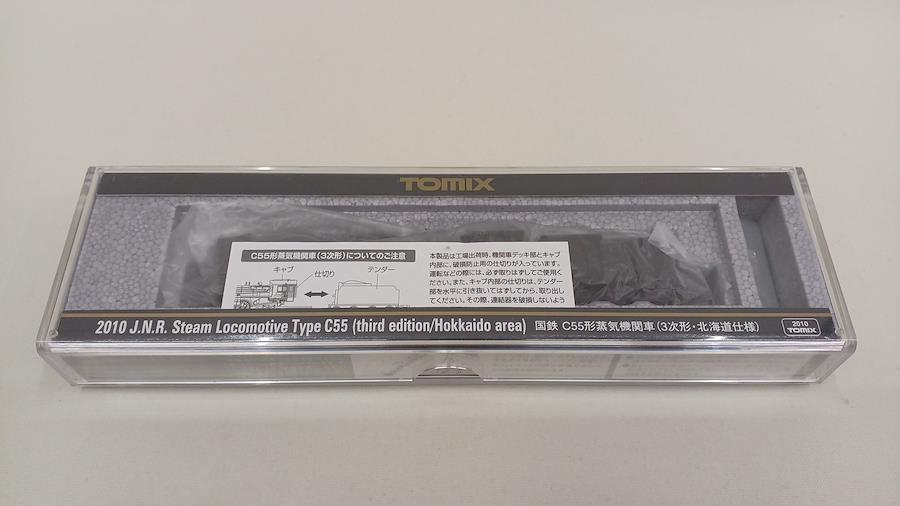 TOMIX
C55形蒸気機関車(3次形)についてのご注意
キャブ 仕切り テンダー
本製品は工場出荷時、機関車デッキ部とキャブ
内部に、破損防止用の仕切りが入っています。
運転などの際には、必ず取りはずしてご使用く
ださい。また、キャブ内部の仕切りは、テンダー
部を水平に引き抜いてはずしてから、取り出し
てください。その際、連結器を破損しないよう
2010 J.N.R. Steam Locomotive Type C55 (third edition/Hokkaido area) 国鉄 C55形蒸気機関車(3次形・北海道仕様)
2010
TOMIX